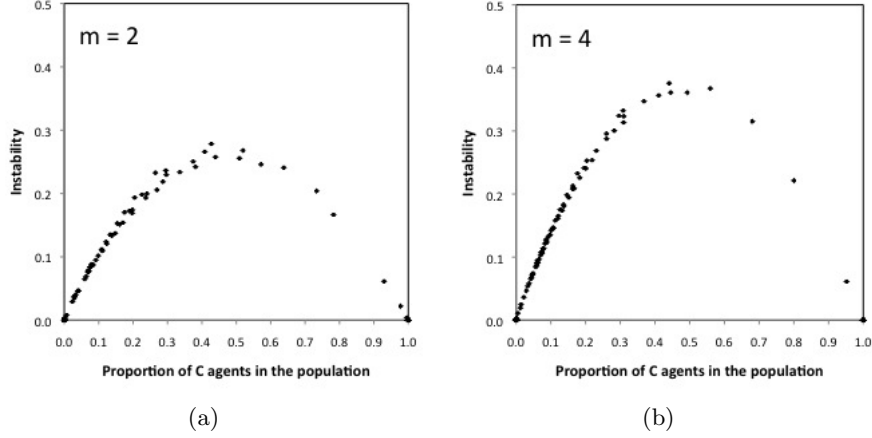 0.5
m = 2
0.4
0.3
Instability
0.2
0.1
0.0
0.0 0.1 0.2 0.3 0.4 0.5 0.6 0.7 0.8 0.9 1.0
Proportion of C agents in the population
(a)
0.5
m = 4
0.4
0.3
Instability
0.2
0.1
0.0
0.0 0.1 0.2 0.3 0.4 0.5 0.6 0.7 0.8 0.9 1.0
Proportion of C agents in the population
(b)